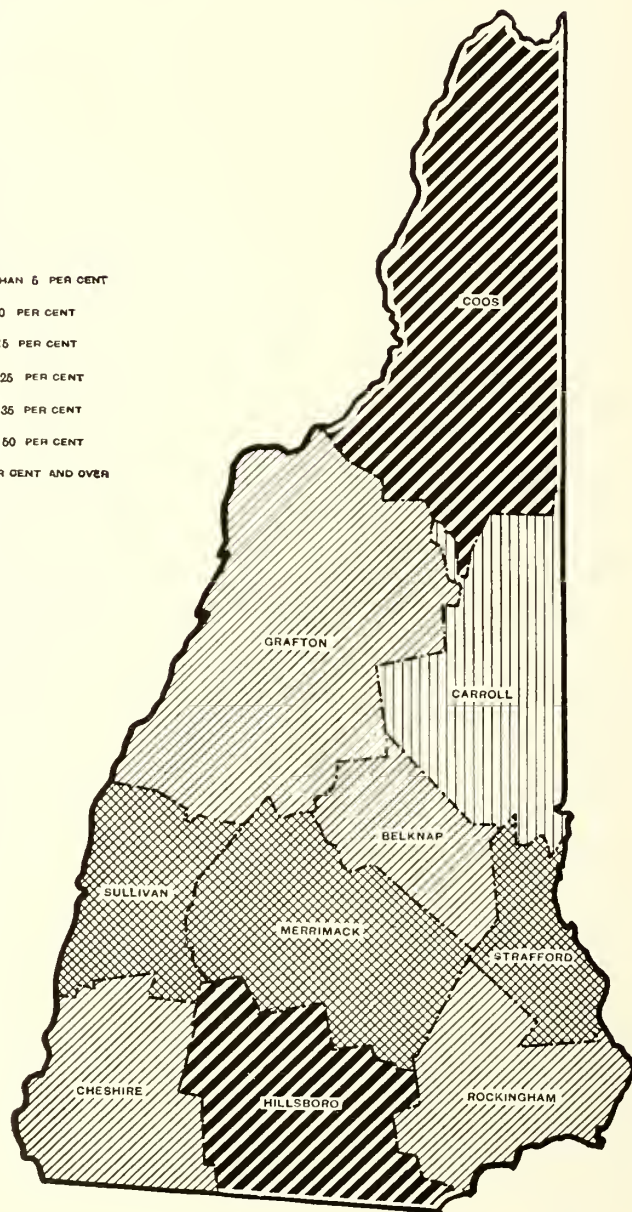 HAN 5 PER CENT
0 PER CENT
5 PER CENT
25 PER CENT
35 PER CENT
50 PER CENT
R CENT AND OVER
COOS
GRAFTON
CARROLL
BELKNAP
SULLIVAN
MERRIMACK
STRAFFORD
CHESHIRE
HILLSBORO
ROCKINGHAM